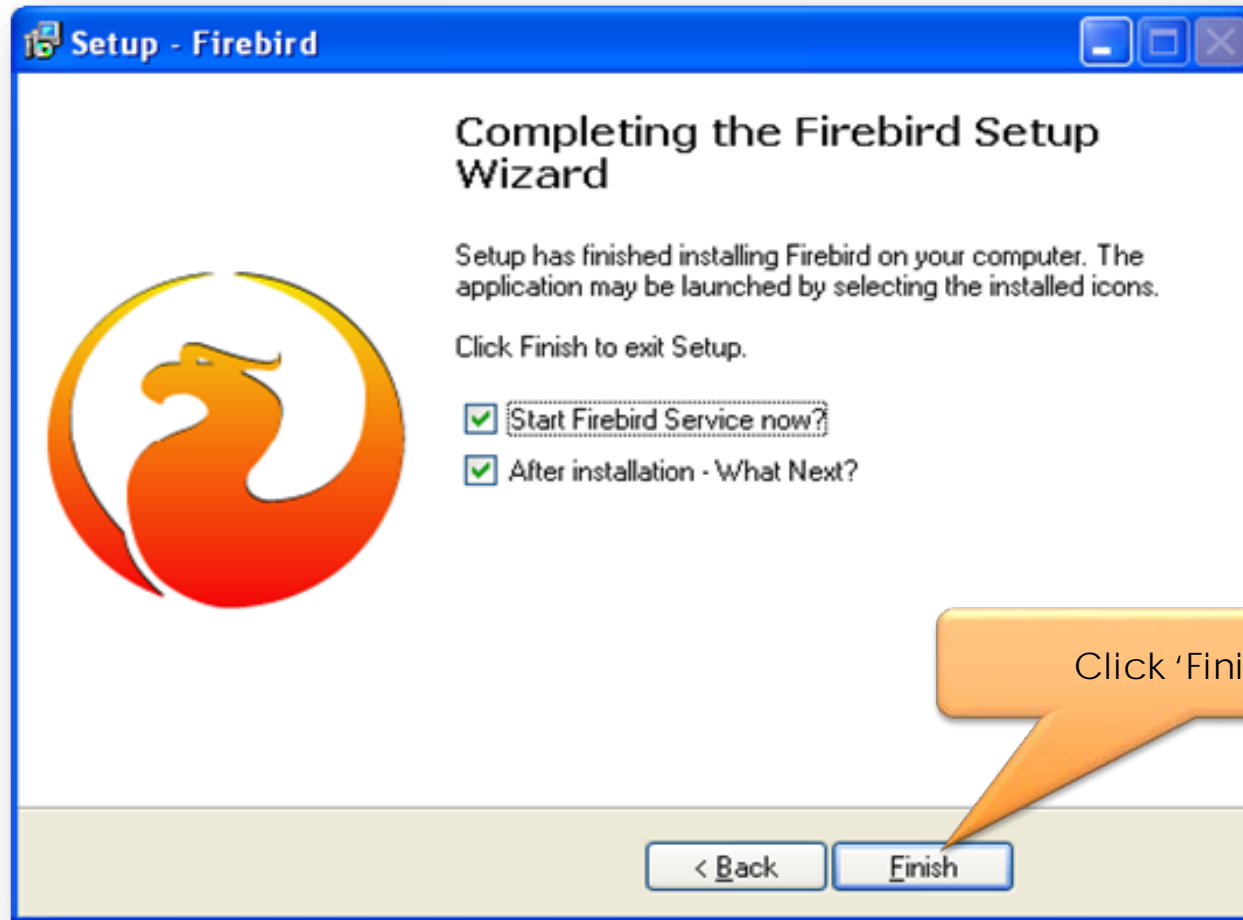 Setup - Firebird
Completing the Firebird Setup
Wizard
Setup has finished installing Firebird on your computer. The
application may be launched by selecting the installed icons.
Click Finish to exit Setup.
Start Firebird Service now?
After installation - What Next?
Click ‘Fini
< Back
Finish